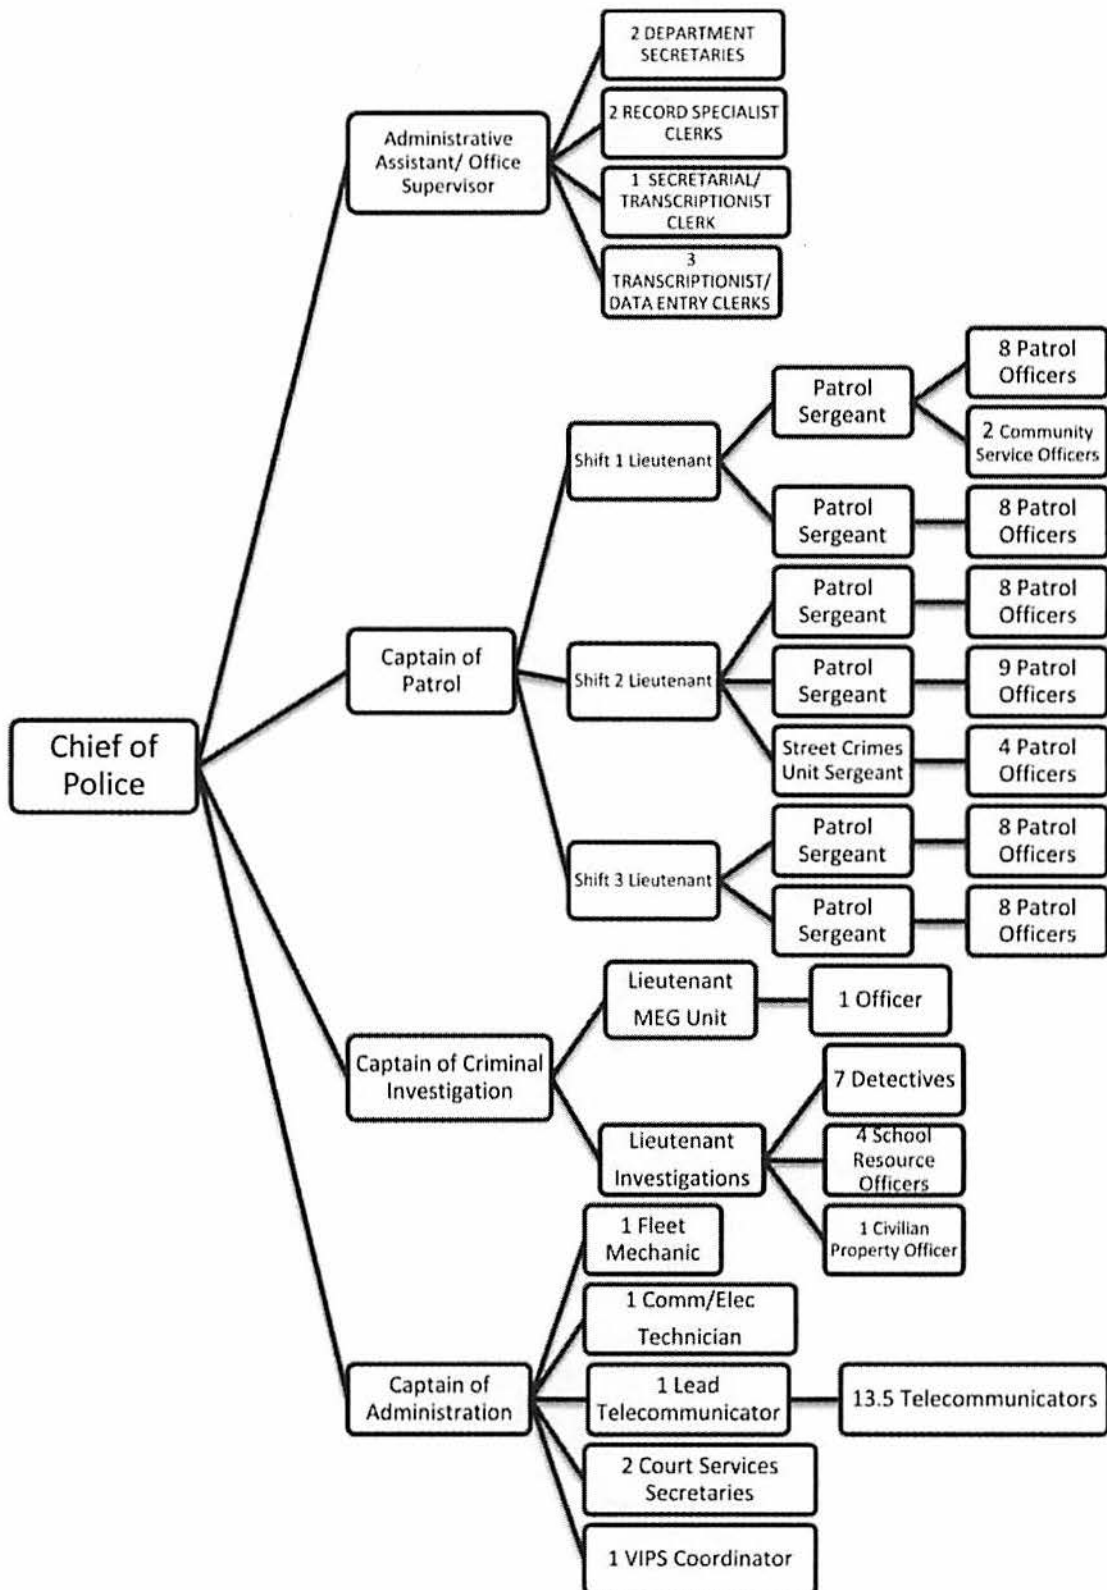 2 DEPARTMENT
SECRETARIES
2 RECORD SPECIALIST
CLERKS
Administrative
Assistant/ Office
Supervisor
1 SECRETARIAL/
TRANSCRIPTIONIST
CLERK
3
TRANSCRIPTIONIST/
DATA ENTRY CLERKS
8 Patrol
Officers
Patrol
Sergeant
2 Community
Service Officers
Shift 1 Lieutenant
Patrol
Sergeant
8 Patrol
Officers
Patrol
Sergeant
8 Patrol
Officers
Captain of
Patrol
Shift 2 Lieutenant
Patrol
Sergeant
9 Patrol
Officers
Chief of
Police
Street Crimes
Unit Sergeant
4 Patrol
Officers
Patrol
Sergeant
8 Patrol
Officers
Shift 3 Lieutenant
Patrol
Sergeant
8 Patrol
Officers
Lieutenant
MEG Unit
1 Officer
Captain of Criminal
Investigation
7 Detectives
Lieutenant
Investigations
4 School
Resource
Officers
1 Civilian
Property Officer
1 Fleet
Mechanic
1 Comm/Elec
Technician
Captain of
Administration
1 Lead
Telecommunicator
13.5 Telecommunicators
2 Court Services
Secretaries
1 VIPS Coordinator